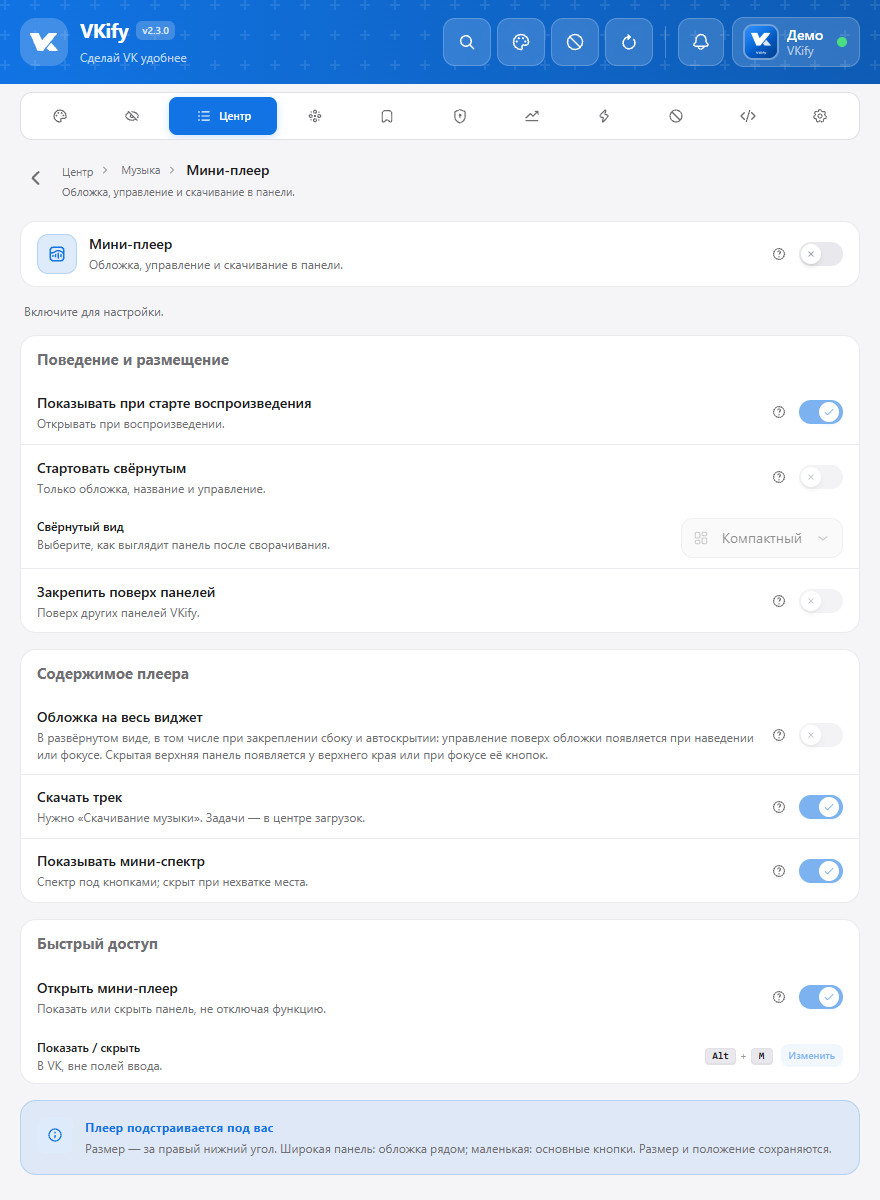 VKify v2.3.0
Сделай VK удобнее
Демо
VKify
Центр
Центр > Музыка > Мини-плеер
Обложка, управление и скачивание в панели.
Мини-плеер
Обложка, управление и скачивание в панели.
Включите для настройки.
Поведение и размещение
Показывать при старте воспроизведения
Открывать при воспроизведении.
Стартовать свёрнутым
Только обложка, название и управление.
Свёрнутый вид
Выберите, как выглядит панель после сворачивания.
Компактный
Закрепить поверх панелей
Поверх других панелей VKify.
Содержимое плеера
Обложка на весь виджет
В развёрнутом виде, в том числе при закреплении сбоку и автоскрытии: управление поверх обложки появляется при наведении
или фокусе. Скрытая верхняя панель появляется у верхнего края или при фокусе её кнопок.
Скачать трек
Нужно «Скачивание музыки». Задачи — в центре загрузок.
Показывать мини-спектр
Спектр под кнопками; скрыт при нехватке места.
Быстрый доступ
Открыть мини-плеер
Показать или скрыть панель, не отключая функцию.
Показать / скрыть
В VK, вне полей ввода.
Alt + M Изменить
Плеер подстраивается под вас
Размер — за правый нижний угол. Широкая панель: обложка рядом; маленькая: основные кнопки. Размер и положение сохраняются.